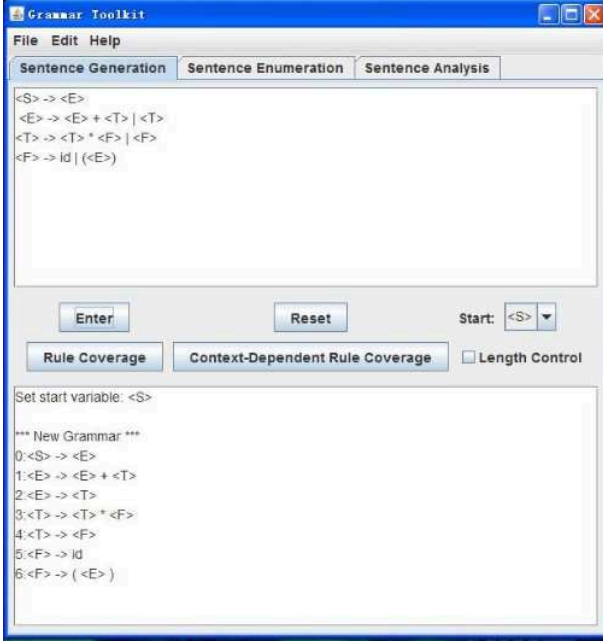 Grammar Toolkit
File Edit Help
Sentence Generation Sentence Enumeration Sentence Analysis
<S> -> <E>
<E> -> <E> + <T> | <T>
<T> -> <T> * <F> | <F>
<F> -> id | (<E>)
Enter Reset Start: <S>
Rule Coverage Context-Dependent Rule Coverage Length Control
Set start variable: <S>
*** New Grammar ***
0:<S> -> <E>
1:<E> -> <E> + <T>
2:<E> -> <T>
3:<T> -> <T> * <F>
4:<T> -> <F>
5:<F> -> id
6:<F> -> ( <E> )